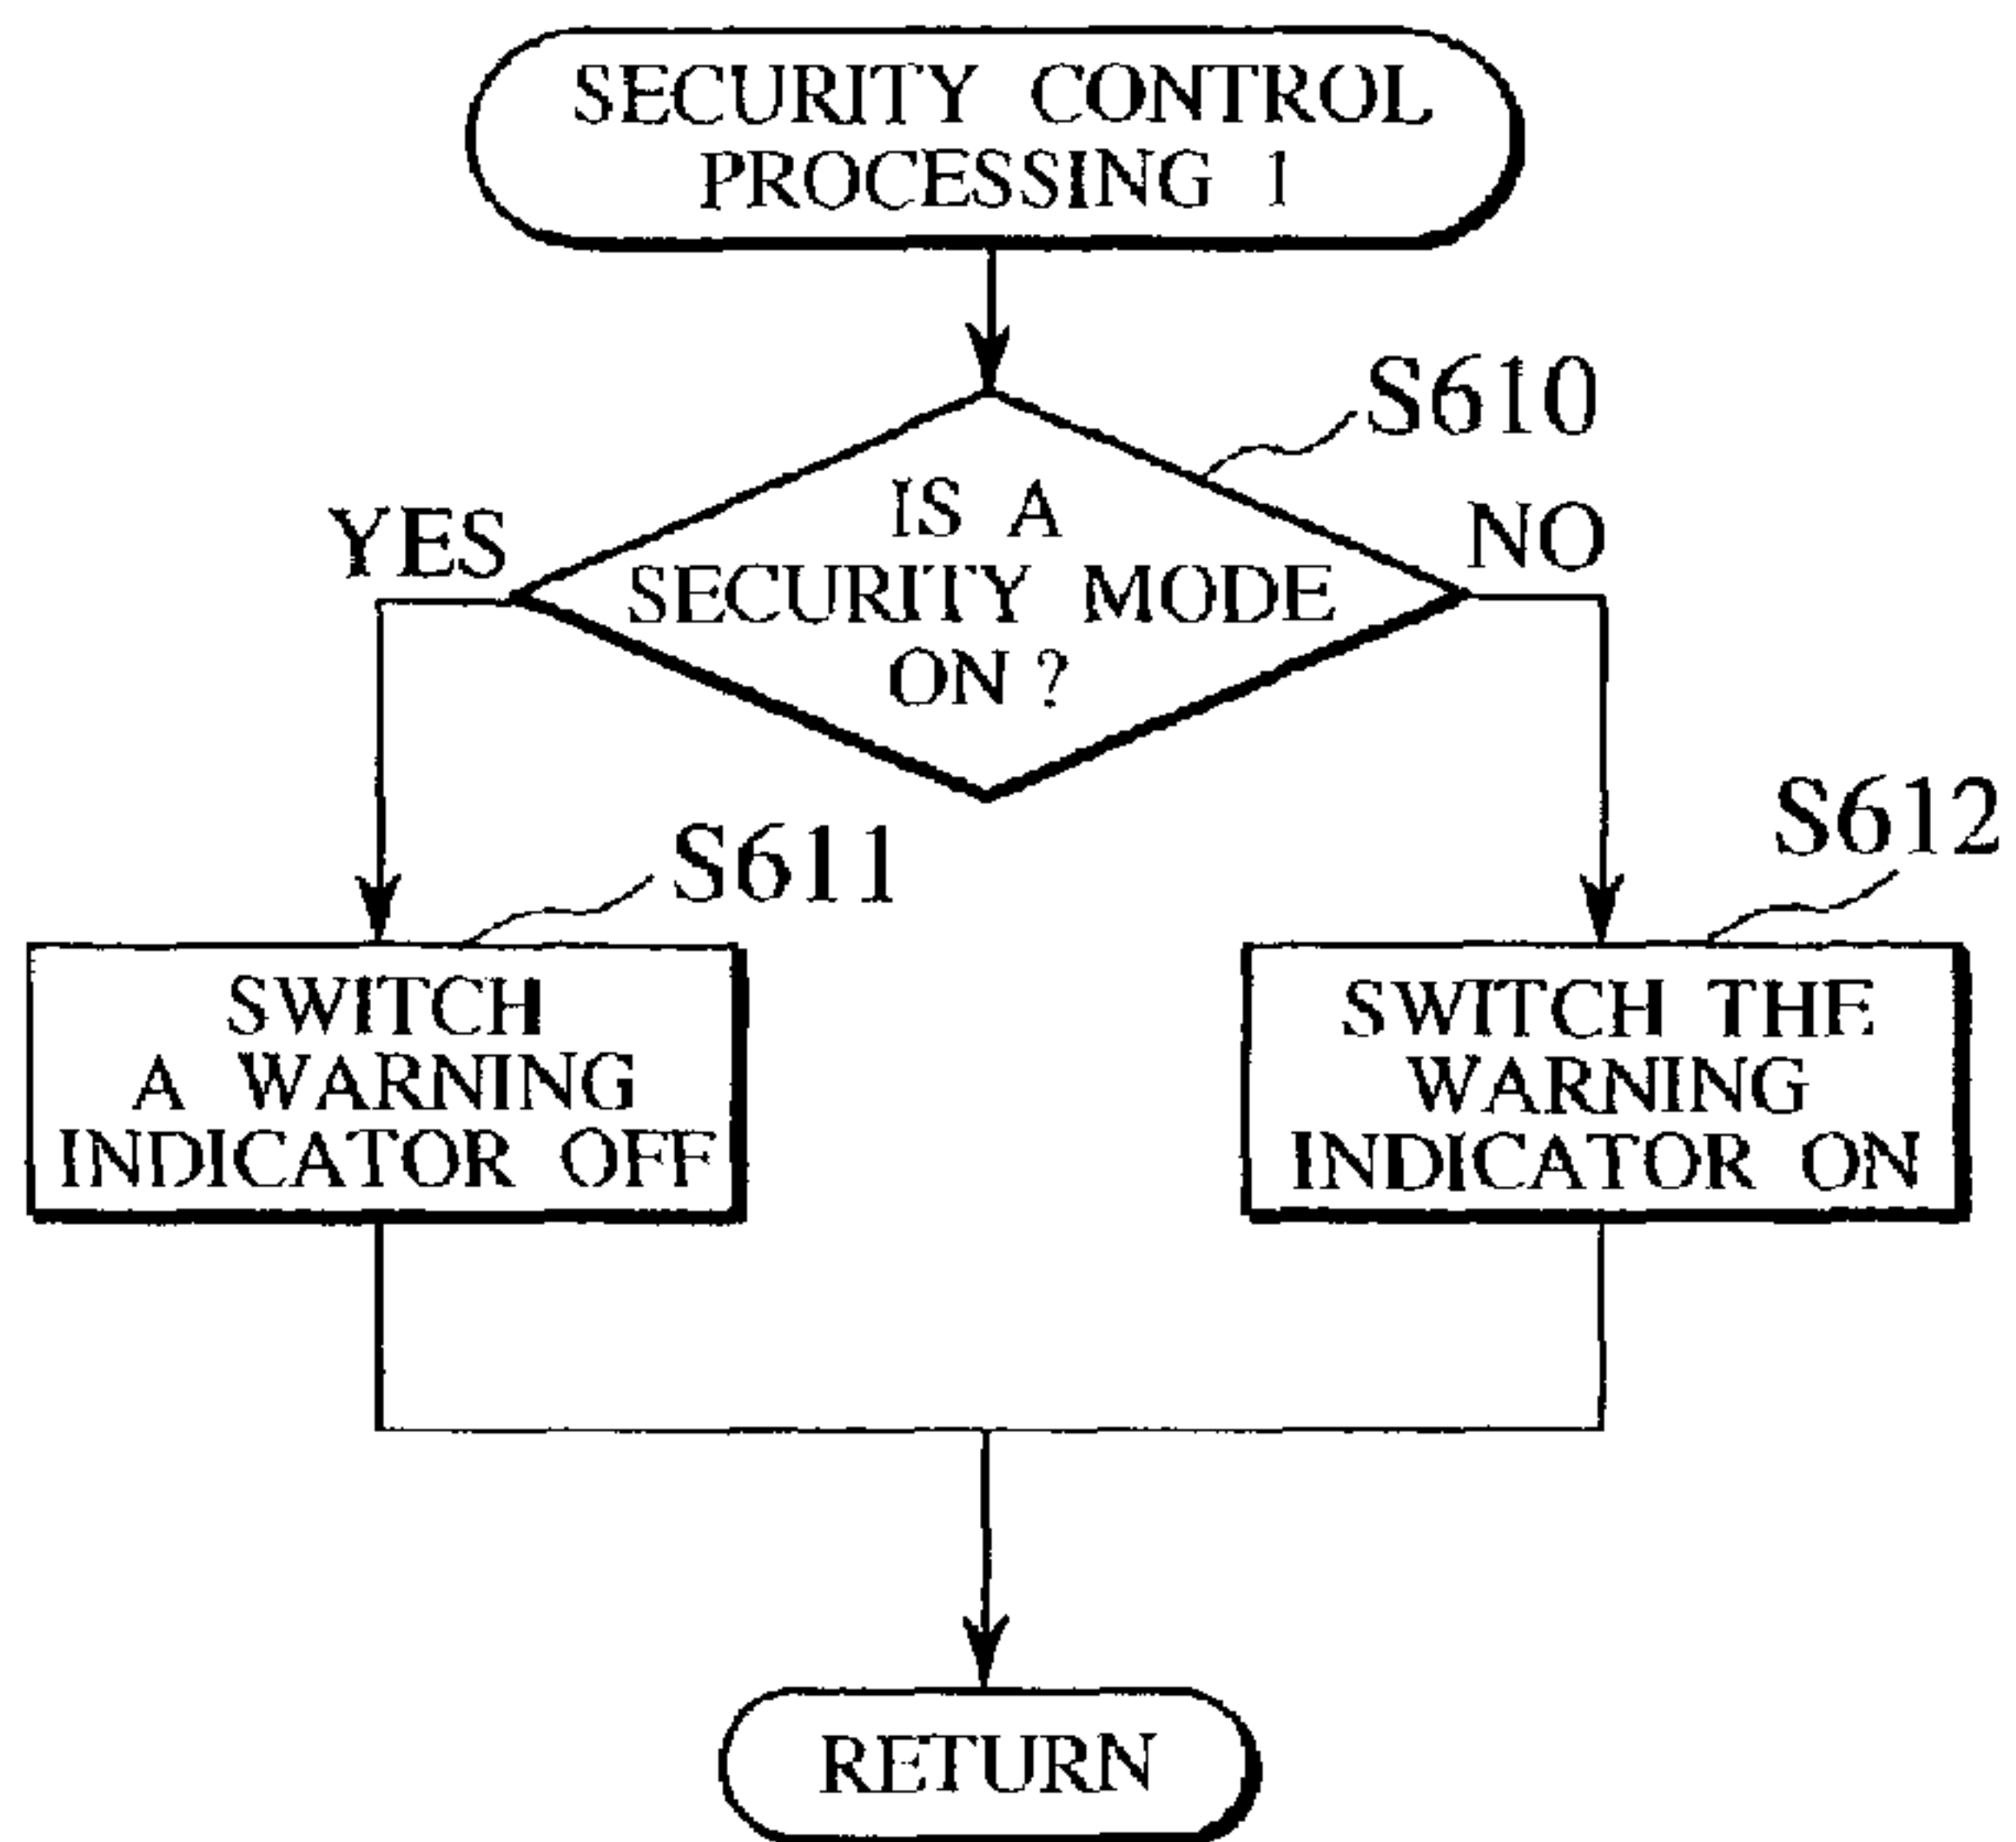 SECURITY CONTROL
PROCESSING 1
S610
IS A
SECURITY MODE
ON ?
YES
NO
S611
S612
SWITCH
A WARNING
INDICATOR OFF
SWITCH THE
WARNING
INDICATOR ON
RETURN